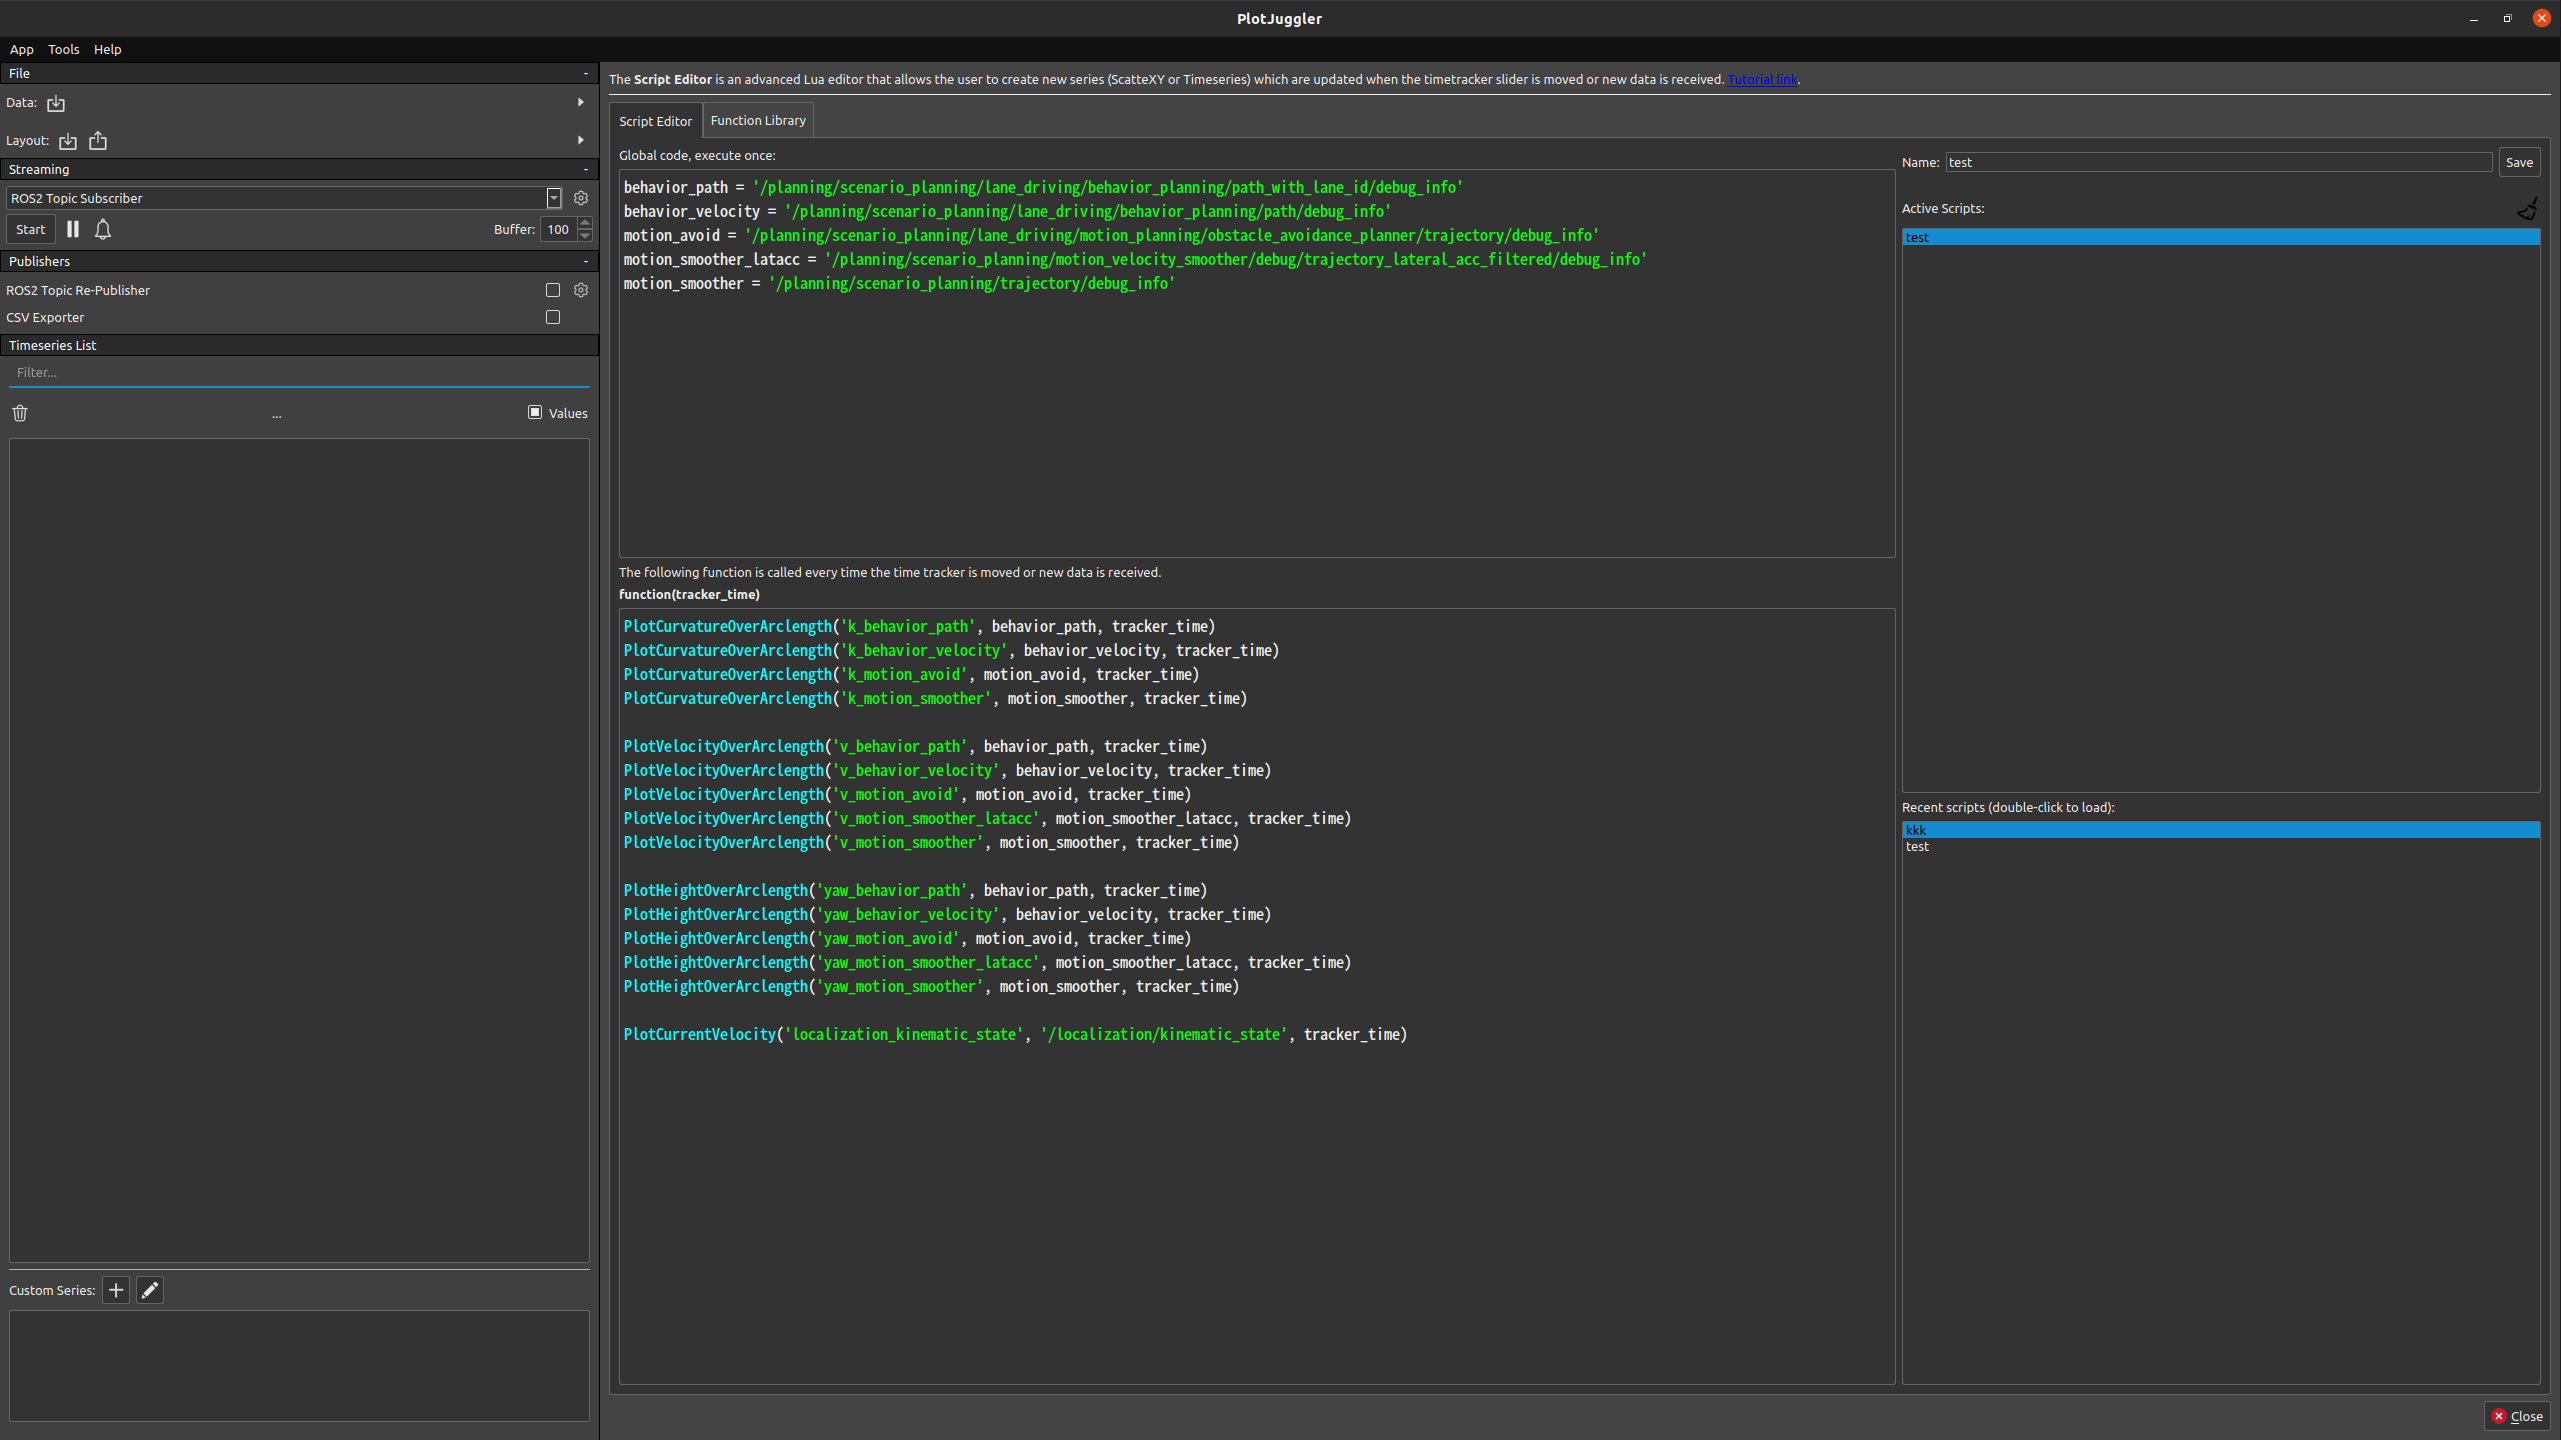 PlotJuggler
App Tools Help
File -
Data:
Layout:
Streaming -
ROS2 Topic Subscriber
Start Buffer: 100
Publishers -
ROS2 Topic Re-Publisher
CSV Exporter
Timeseries List
Filter...
... Values
Custom Series:
The Script Editor is an advanced Lua editor that allows the user to create new series (ScatteXY or Timeseries) which are updated when the timetracker slider is moved or new data is received. Tutorial link.
Script Editor Function Library
Global code, execute once:
behavior_path = '/planning/scenario_planning/lane_driving/behavior_planning/path_with_lane_id/debug_info'
behavior_velocity = '/planning/scenario_planning/lane_driving/behavior_planning/path/debug_info'
motion_avoid = '/planning/scenario_planning/lane_driving/motion_planning/obstacle_avoidance_planner/trajectory/debug_info'
motion_smoother_latacc = '/planning/scenario_planning/motion_velocity_smoother/debug/trajectory_lateral_acc_filtered/debug_info'
motion_smoother = '/planning/scenario_planning/trajectory/debug_info'
The following function is called every time the time tracker is moved or new data is received.
function(tracker_time)
PlotCurvatureOverArclength('k_behavior_path', behavior_path, tracker_time)
PlotCurvatureOverArclength('k_behavior_velocity', behavior_velocity, tracker_time)
PlotCurvatureOverArclength('k_motion_avoid', motion_avoid, tracker_time)
PlotCurvatureOverArclength('k_motion_smoother', motion_smoother, tracker_time)
PlotVelocityOverArclength('v_behavior_path', behavior_path, tracker_time)
PlotVelocityOverArclength('v_behavior_velocity', behavior_velocity, tracker_time)
PlotVelocityOverArclength('v_motion_avoid', motion_avoid, tracker_time)
PlotVelocityOverArclength('v_motion_smoother_latacc', motion_smoother_latacc, tracker_time)
PlotVelocityOverArclength('v_motion_smoother', motion_smoother, tracker_time)
PlotHeightOverArclength('yaw_behavior_path', behavior_path, tracker_time)
PlotHeightOverArclength('yaw_behavior_velocity', behavior_velocity, tracker_time)
PlotHeightOverArclength('yaw_motion_avoid', motion_avoid, tracker_time)
PlotHeightOverArclength('yaw_motion_smoother_latacc', motion_smoother_latacc, tracker_time)
PlotHeightOverArclength('yaw_motion_smoother', motion_smoother, tracker_time)
PlotCurrentVelocity('localization_kinematic_state', '/localization/kinematic_state', tracker_time)
Name: test Save
Active Scripts:
test
Recent scripts (double-click to load):
kkk
test
Close